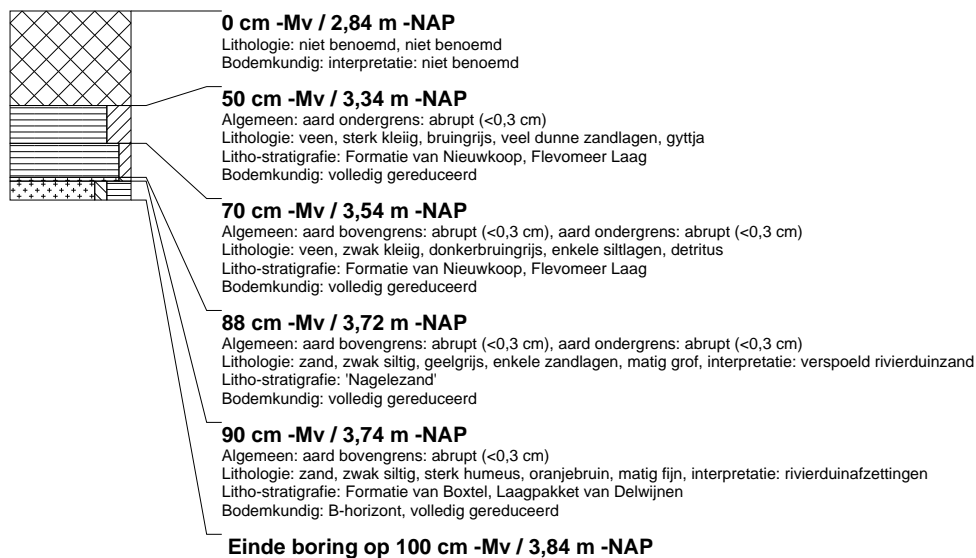 0 cm -Mv / 2,84 m -NAP
Lithologie: niet benoemd, niet benoemd
Bodemkundig: interpretatie: niet benoemd
50 cm -Mv / 3,34 m -NAP
Algemeen: aard ondergrens: abrupt (<0,3 cm)
Lithologie: veen, sterk kleiig, bruingrijs, veel dunne zandlagen, gyttja
Litho-stratigrafie: Formatie van Nieuwkoop, Flevomeer Laag
Bodemkundig: volledig gereduceerd
70 cm -Mv / 3,54 m -NAP
Algemeen: aard bovengrens: abrupt (<0,3 cm), aard ondergrens: abrupt (<0,3 cm)
Lithologie: veen, zwak kleiig, donkerbruingrijs, enkele siltlagen, detritus
Litho-stratigrafie: Formatie van Nieuwkoop, Flevomeer Laag
Bodemkundig: volledig gereduceerd
88 cm -Mv / 3,72 m -NAP
Algemeen: aard bovengrens: abrupt (<0,3 cm), aard ondergrens: abrupt (<0,3 cm)
Lithologie: zand, zwak siltig, geelgrijs, enkele zandlagen, matig grof, interpretatie: verspoeld rivierduinzand
Litho-stratigrafie: 'Nagelezand'
Bodemkundig: volledig gereduceerd
90 cm -Mv / 3,74 m -NAP
Algemeen: aard bovengrens: abrupt (<0,3 cm)
Lithologie: zand, zwak siltig, sterk humeus, oranjebruin, matig fijn, interpretatie: rivierduinafzettingen
Litho-stratigrafie: Formatie van Boxtel, Laagpakket van Delwijnen
Bodemkundig: B-horizont, volledig gereduceerd
Einde boring op 100 cm -Mv / 3,84 m -NAP